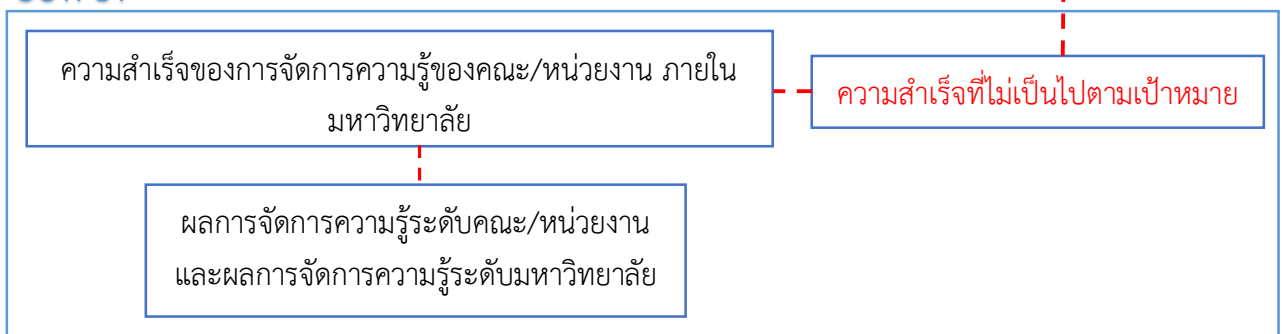 ความสำเร็จของการจัดการความรู้ของคณะ/หน่วยงาน ภายใน
มหาวิทยาลัย
ความสำเร็จที่ไม่เป็นไปตามเป้าหมาย
ผลการจัดการความรู้ระดับคณะ/หน่วยงาน
และผลการจัดการความรู้ระดับมหาวิทยาลัย